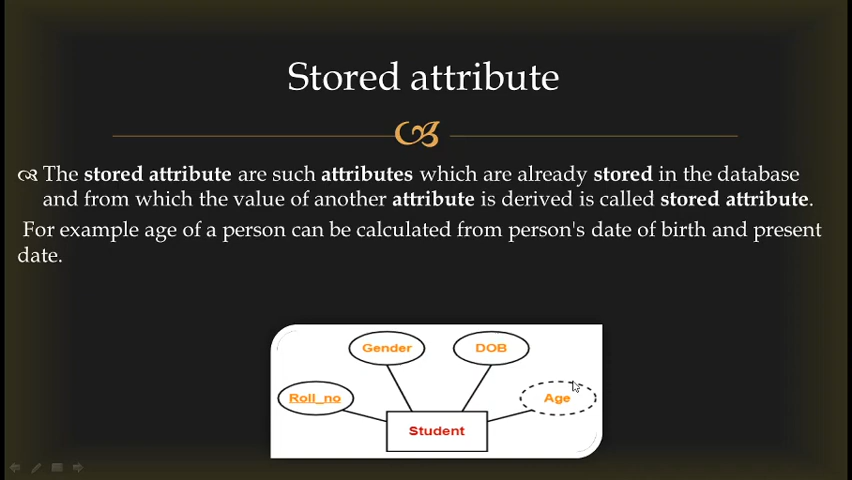 Stored attribute
The stored attribute are such attributes which are already stored in the database
and from which the value of another attribute is derived is called stored attribute.
For example age of a person can be calculated from person's date of birth and present
date.
Gender DOB
Roll_no Age
Student